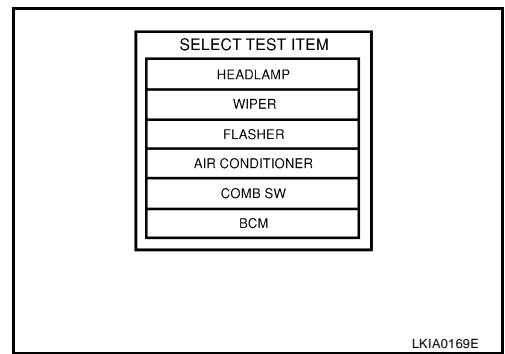 SELECT TEST ITEM
HEADLAMP
WIPER
FLASHER
AIR CONDITIONER
COMB SW
BCM
LKIA0169E